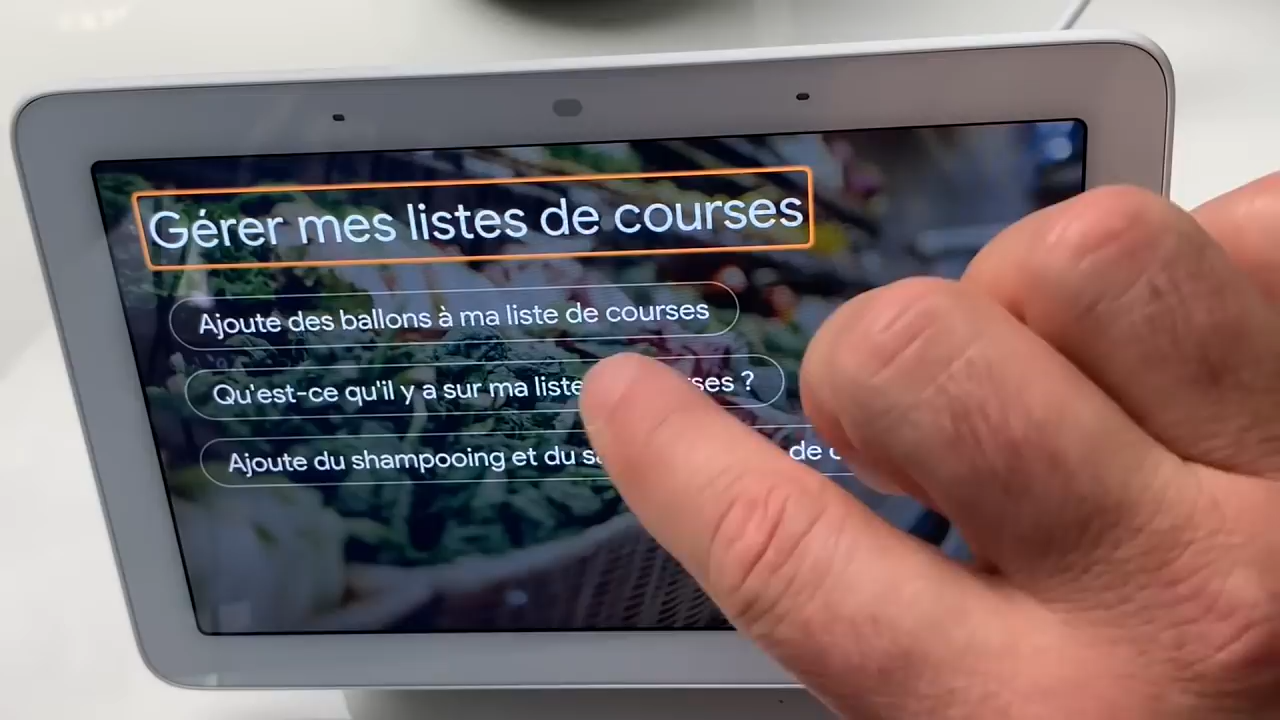 Gérer mes listes de courses
Ajoute des ballons à ma liste de courses
Qu'est-ce qu'il y a sur ma liste ?
Ajoute du shampooing et du de